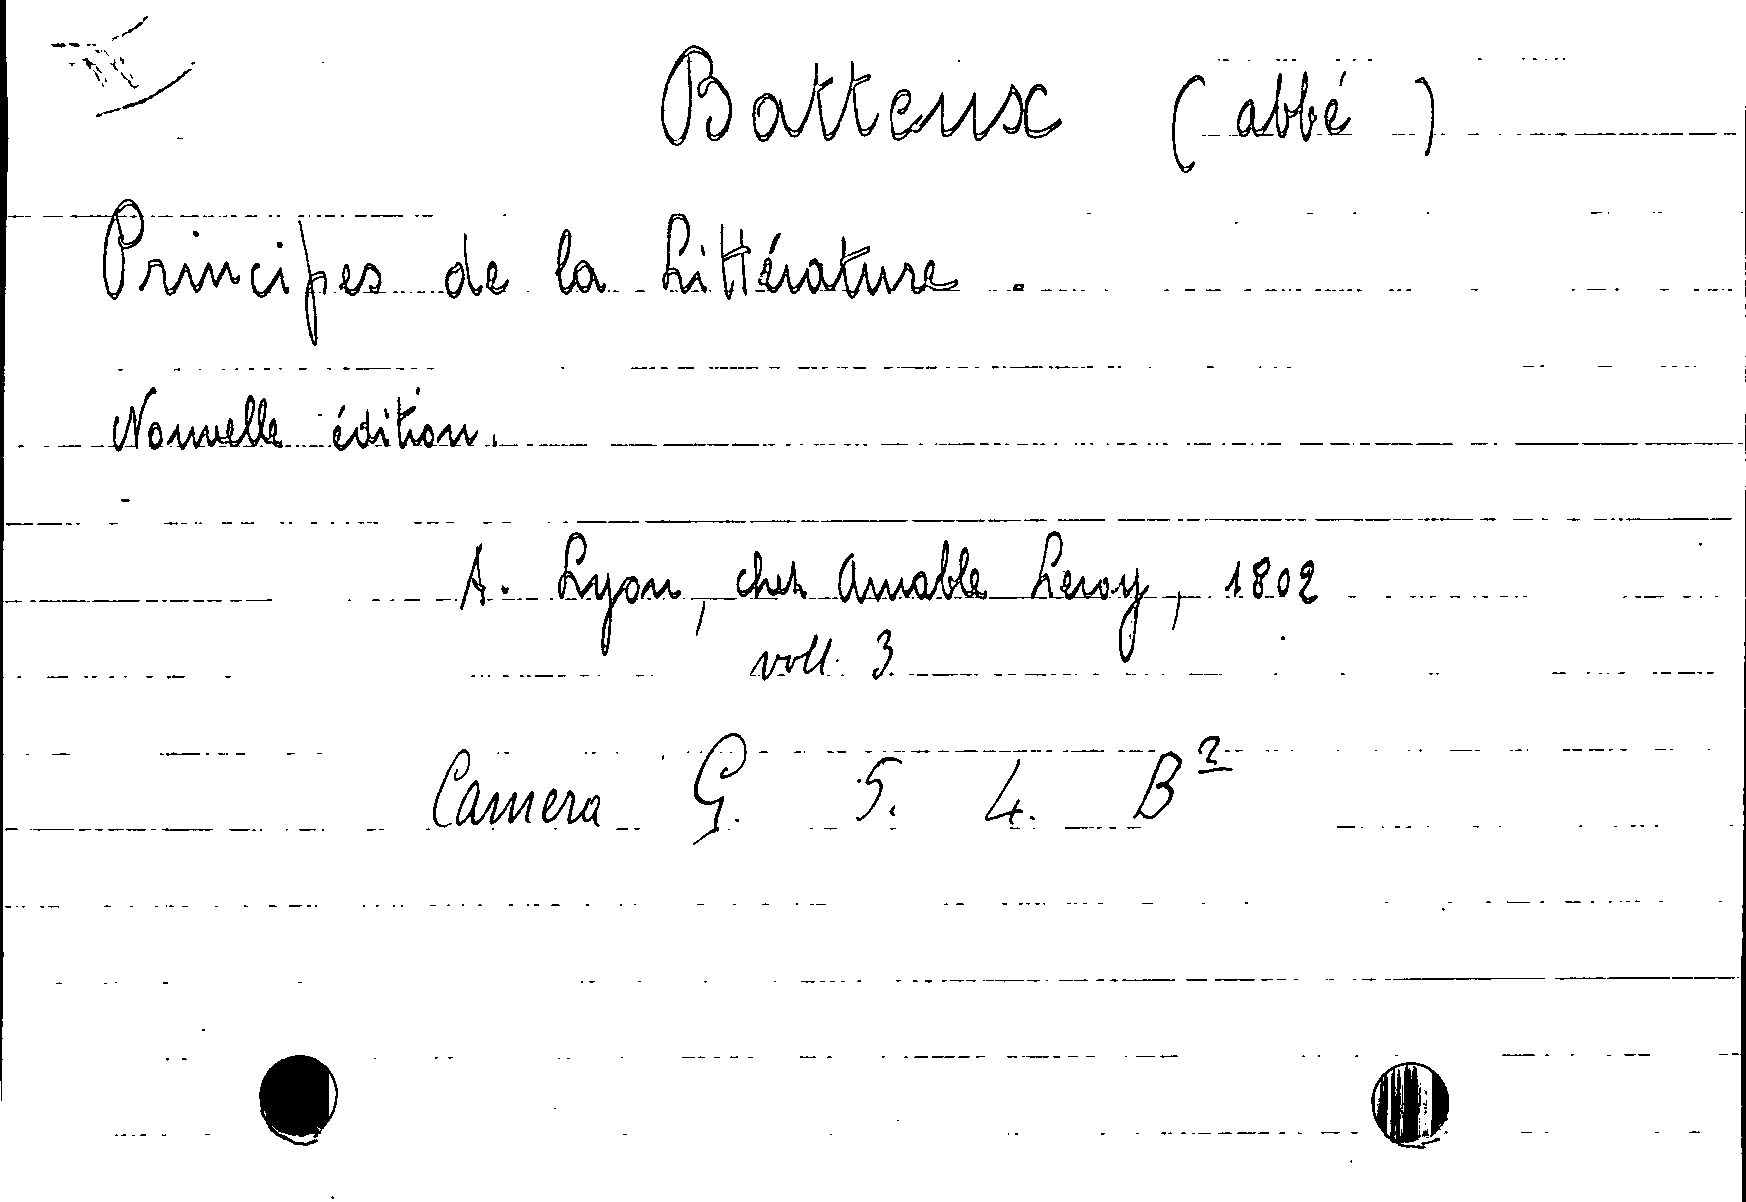 Batteux (abbé)
Principes de la Littérature.
Nouvelle édition.
A. Lyon, chez Amable Leroy, 1802
voll. 3
Camera G. 5. 4. B²